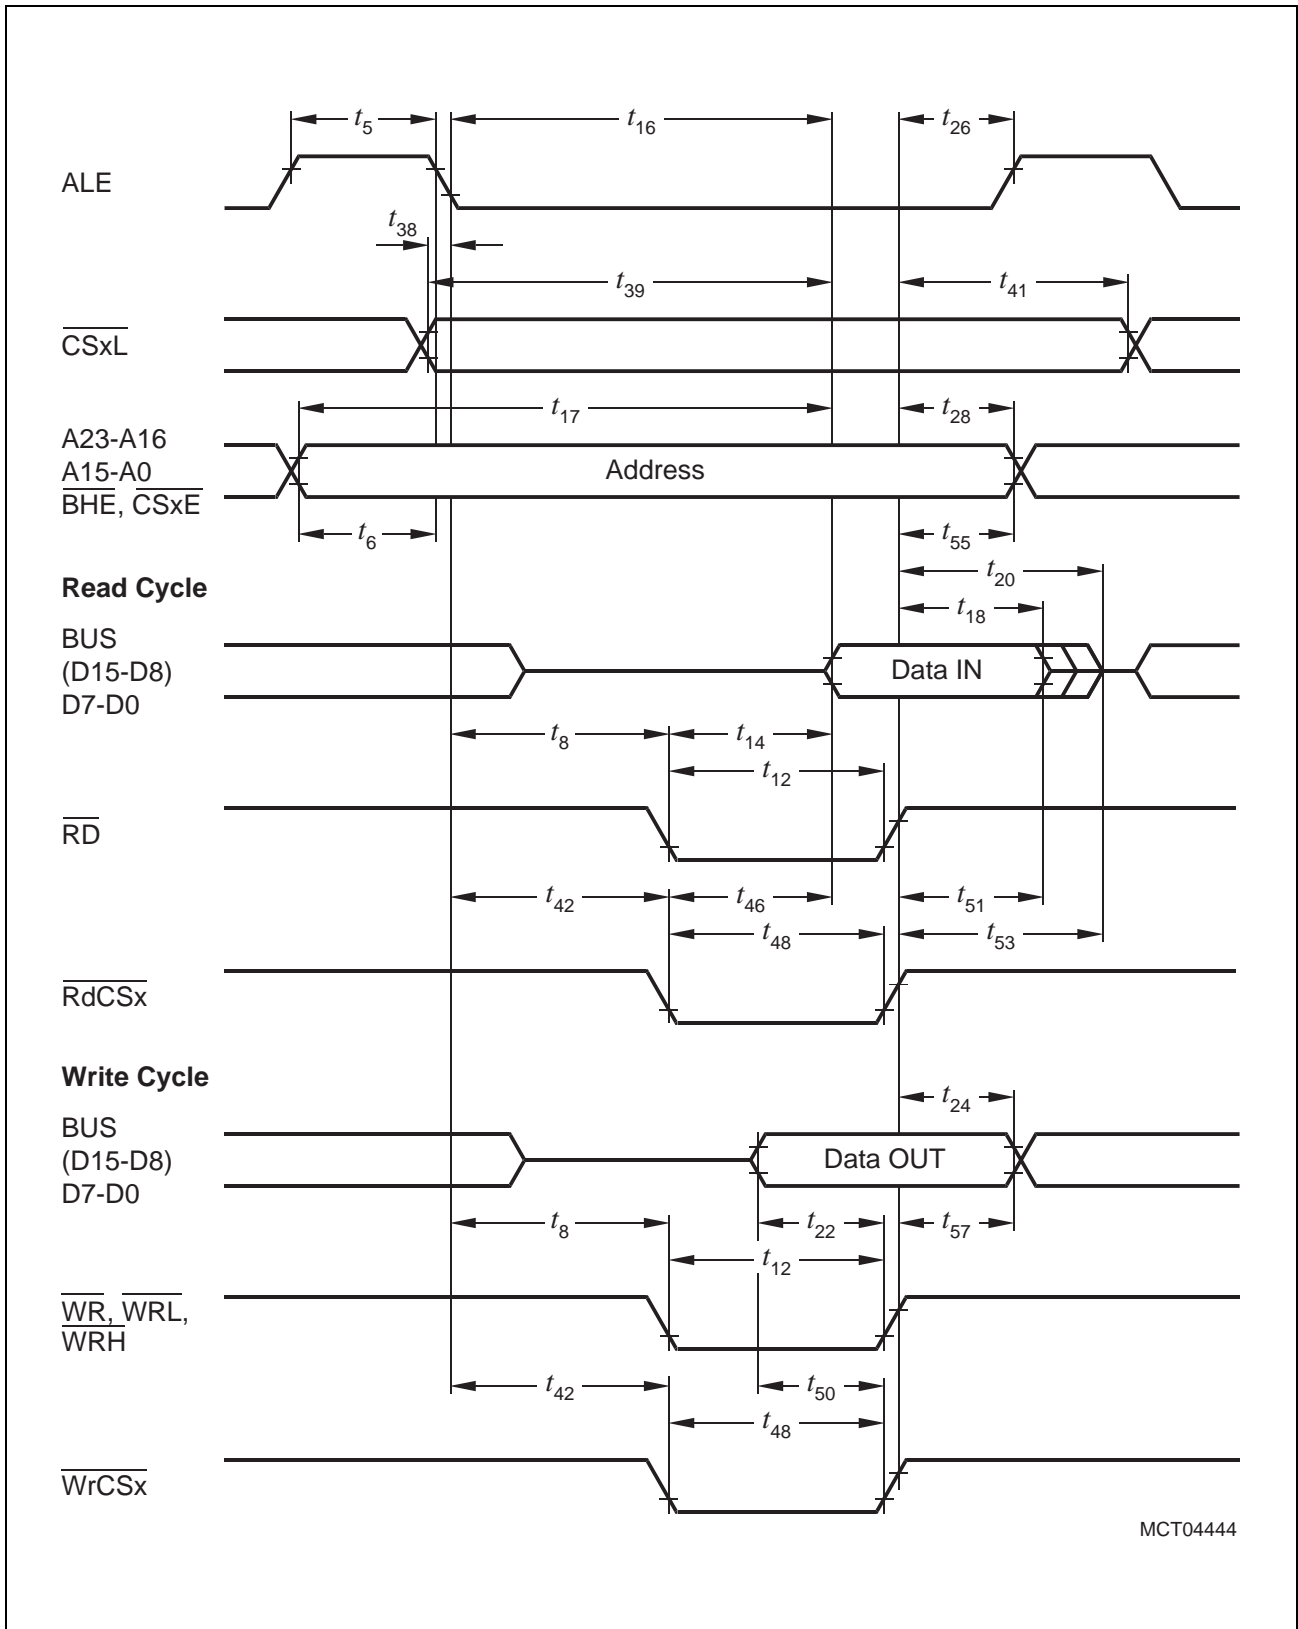 t5 t16 t26
ALE
t38
t39 t41
CSxL
t17 t28
A23-A16
A15-A0
BHE, CSxE
Address
t6 t55
t20
Read Cycle
t18
BUS
(D15-D8)
D7-D0
Data IN
t8 t14
t12
RD
t42 t46 t51
t48 t53
RdCSx
Write Cycle
t24
BUS
(D15-D8)
D7-D0
Data OUT
t8 t22 t57
t12
WR, WRL,
WRH
t42 t50
t48
WrCSx
MCT04444